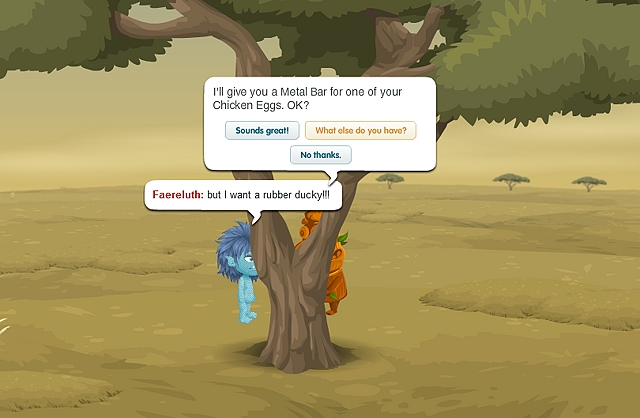 I'll give you a Metal Bar for one of your
Chicken Eggs. OK?
Sounds great!
What else do you have?
No thanks.
Faereluth: but I want a rubber ducky!!!